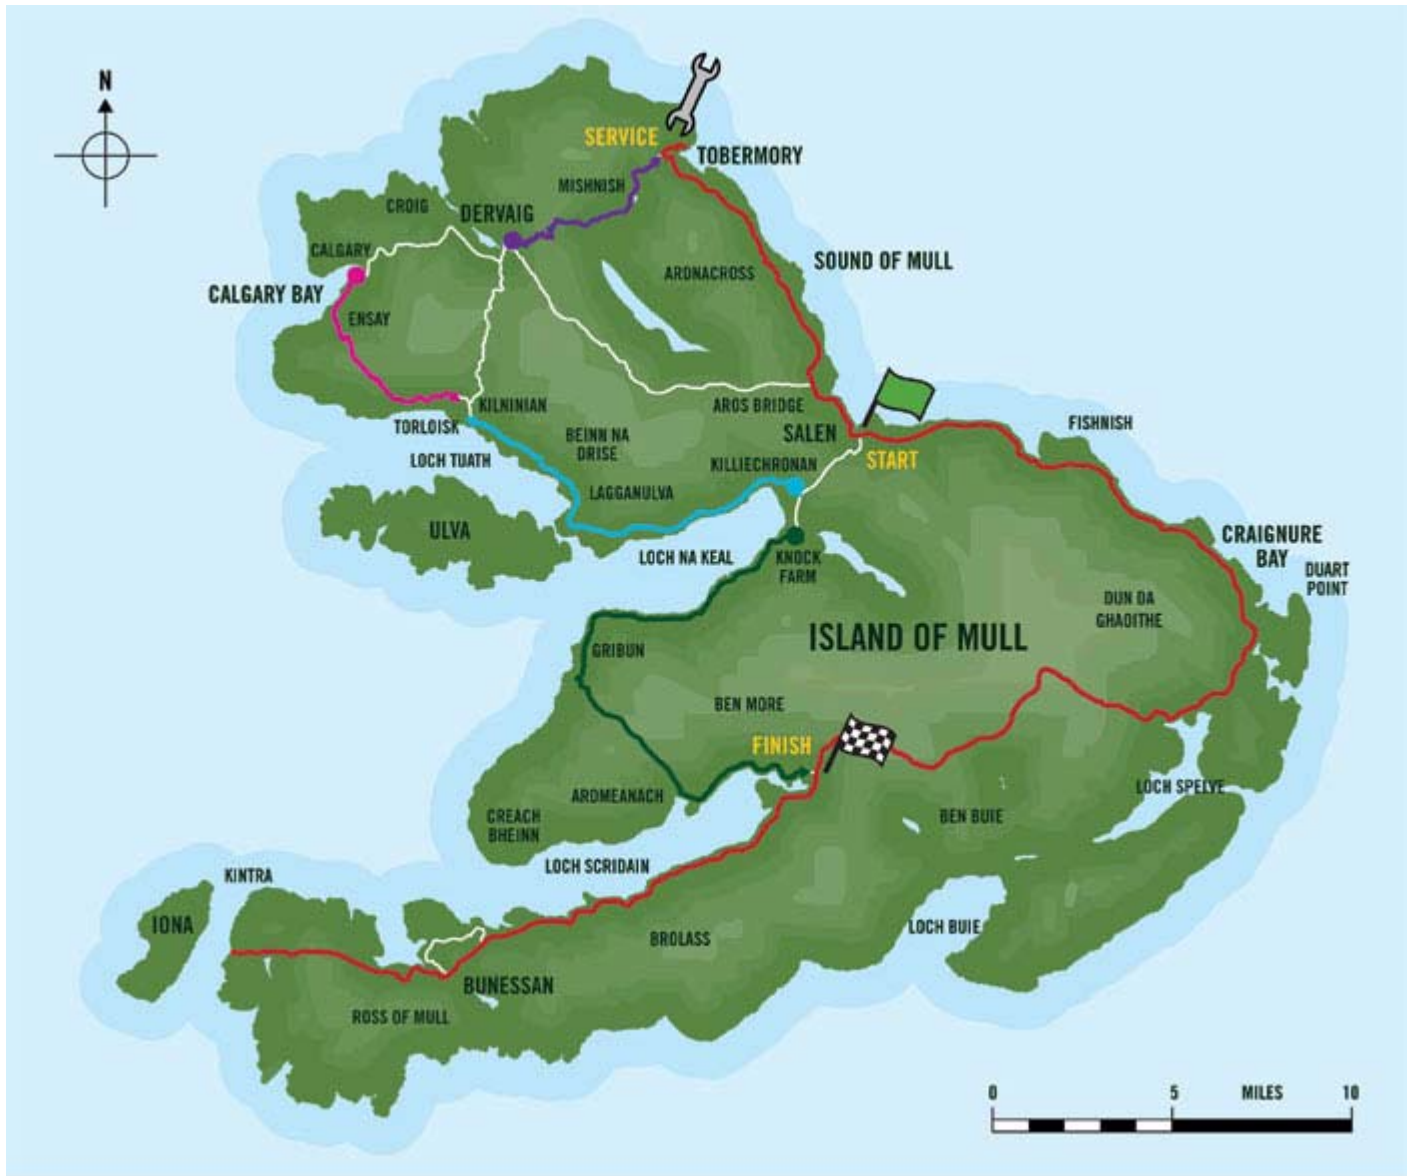 N
SERVICE
TOBERMORY
MISHNISH
CROIG
DERVAIG
CALGARY
SOUND OF MULL
ARDNACROSS
CALGARY BAY
ENSAY
KILNINIAN
AROS BRIDGE
TORLOISK
SALEN
FISHNISH
BEINN NA
DRISE
START
LOCH TUATH
KILLIECHRONAN
LAGGANULVA
ULVA
CRAIGNURE
BAY
LOCH NA KEAL
KNOCK
FARM
DUART
POINT
DUN DA
GHAOITHE
ISLAND OF MULL
GRIBUN
BEN MORE
FINISH
ARDMEANACH
LOCH SPELVE
CREACH
BHEINN
BEN BUIE
LOCH SCRIDAIN
KINTRA
IONA
LOCH BUIE
BROLASS
BUNESSAN
ROSS OF MULL
0 5 MILES 10